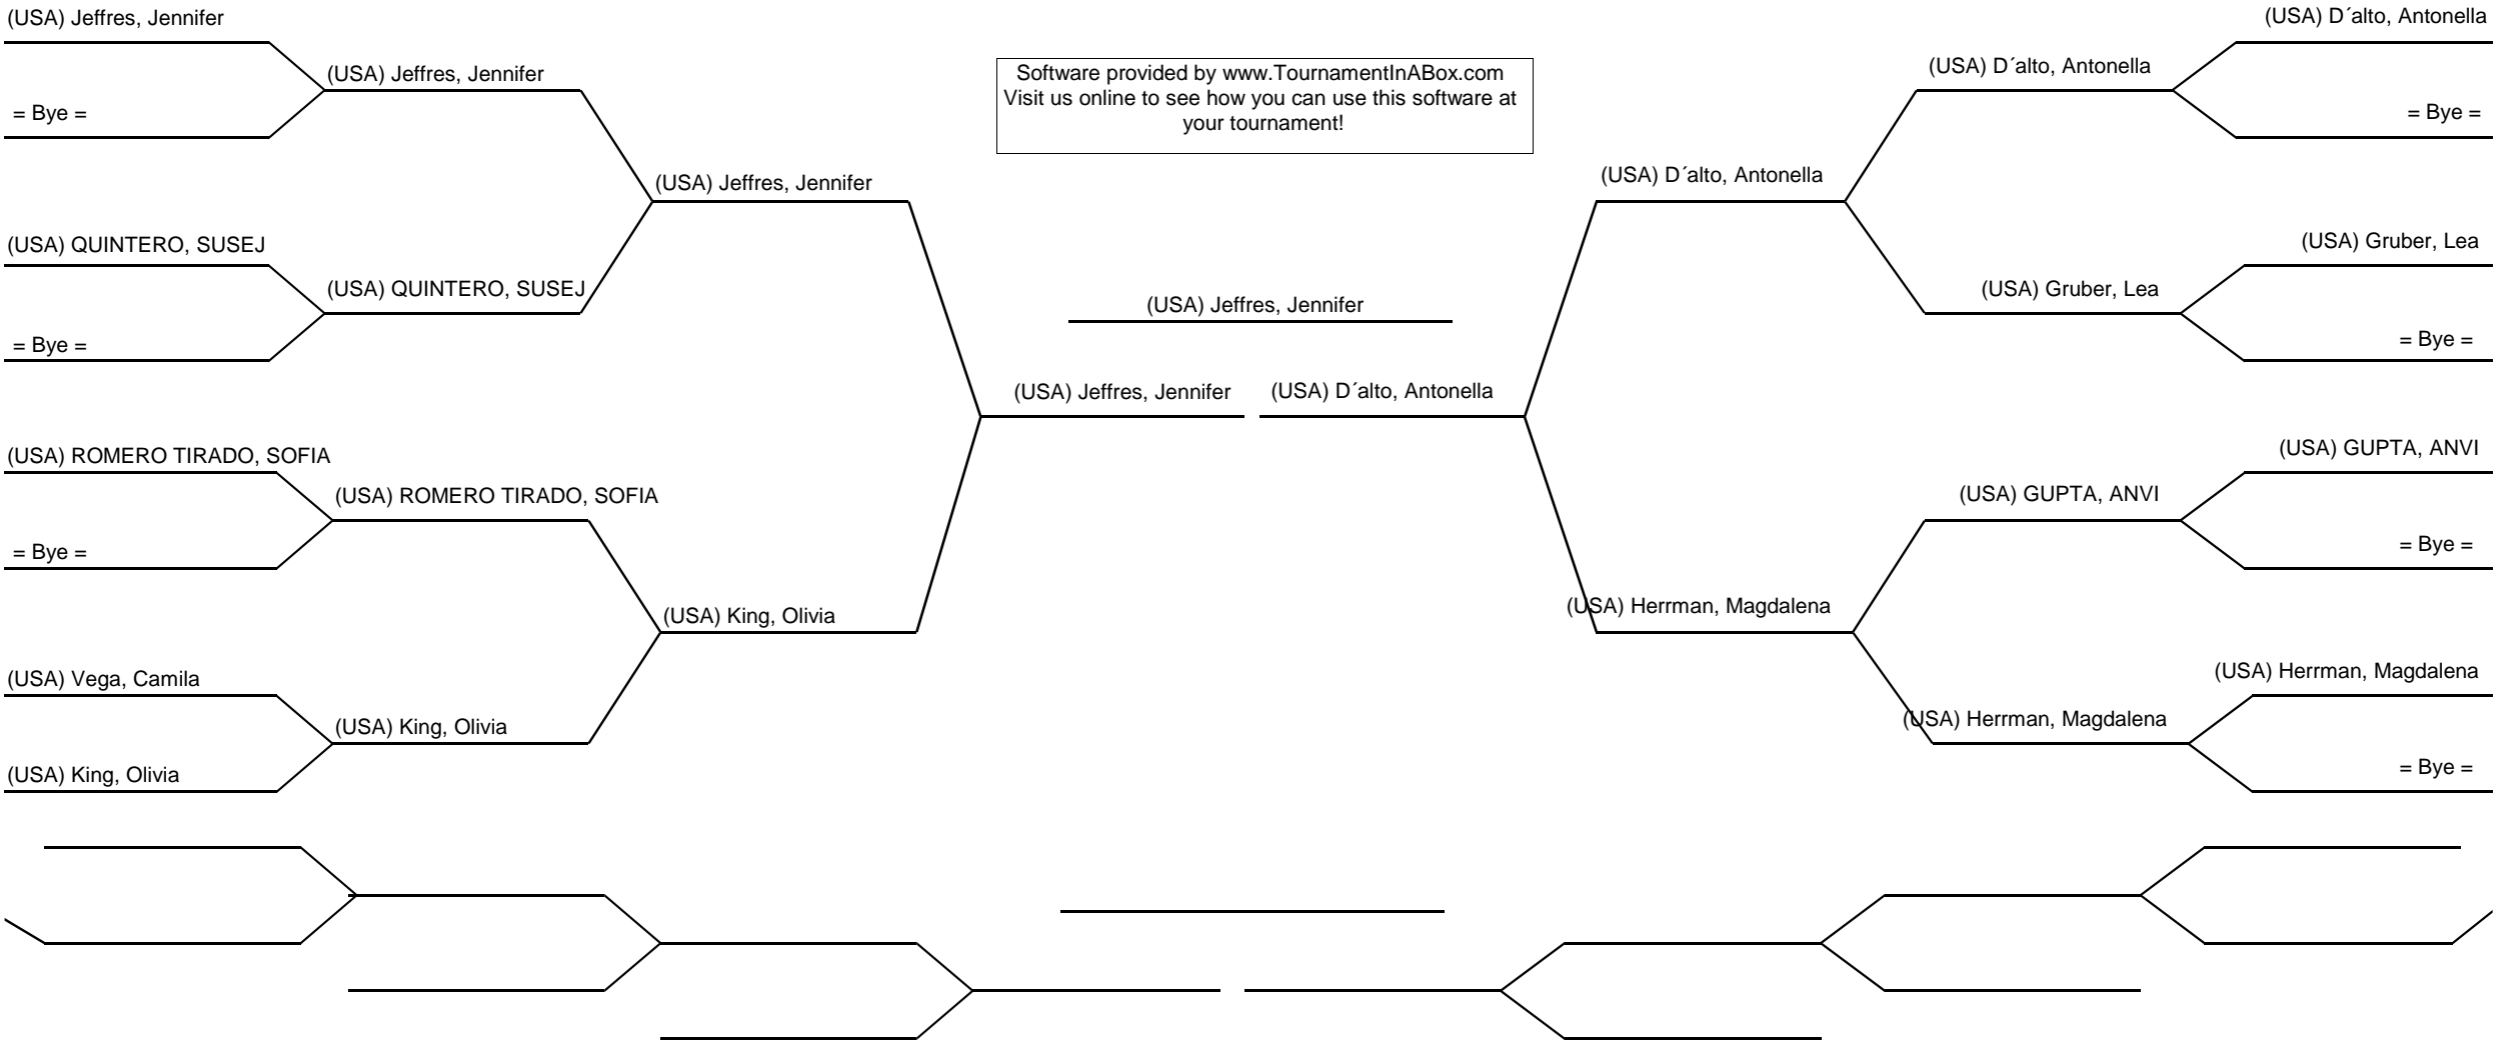 (USA) Jeffres, Jennifer
= Bye =
(USA) QUINTERO, SUSEJ
= Bye =
(USA) ROMERO TIRADO, SOFIA
= Bye =
(USA) Vega, Camila
(USA) King, Olivia
(USA) Jeffres, Jennifer
(USA) QUINTERO, SUSEJ
(USA) ROMERO TIRADO, SOFIA
(USA) King, Olivia
(USA) Jeffres, Jennifer
(USA) King, Olivia
Software provided by www.TournamentInABox.com
Visit us online to see how you can use this software at
your tournament!
(USA) Jeffres, Jennifer
(USA) Jeffres, Jennifer
(USA) D´alto, Antonella
(USA) D´alto, Antonella
(USA) Herrman, Magdalena
(USA) D´alto, Antonella
(USA) Gruber, Lea
(USA) GUPTA, ANVI
(USA) Herrman, Magdalena
(USA) D´alto, Antonella
= Bye =
(USA) Gruber, Lea
= Bye =
(USA) GUPTA, ANVI
= Bye =
(USA) Herrman, Magdalena
= Bye =